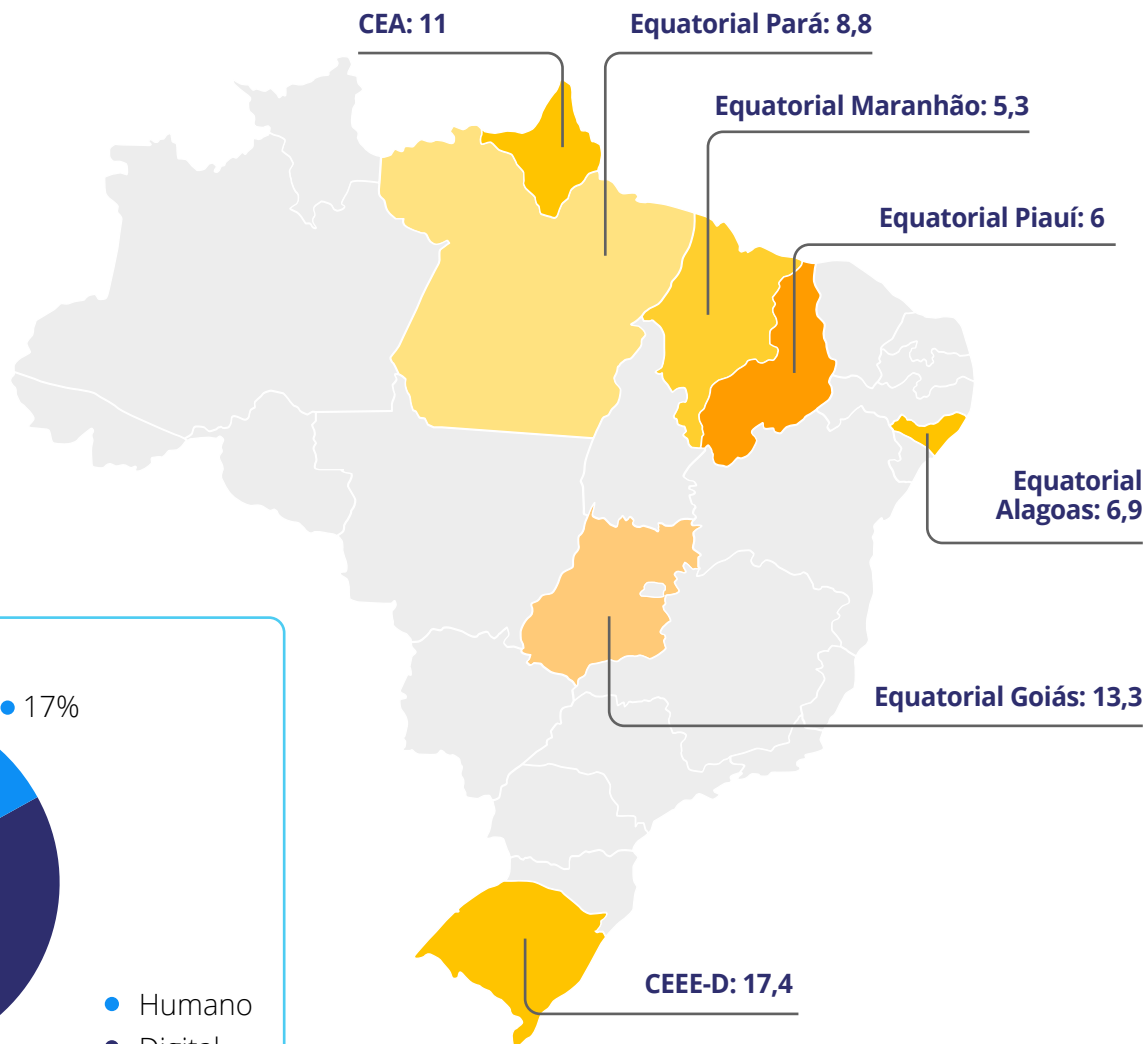 CEA: 11
Equatorial Pará: 8,8
Equatorial Maranhão: 5,3
Equatorial Piauí: 6
Equatorial
Alagoas: 6,9
Equatorial Goiás: 13,3
17%
CEEE-D: 17,4
Humano
Digital